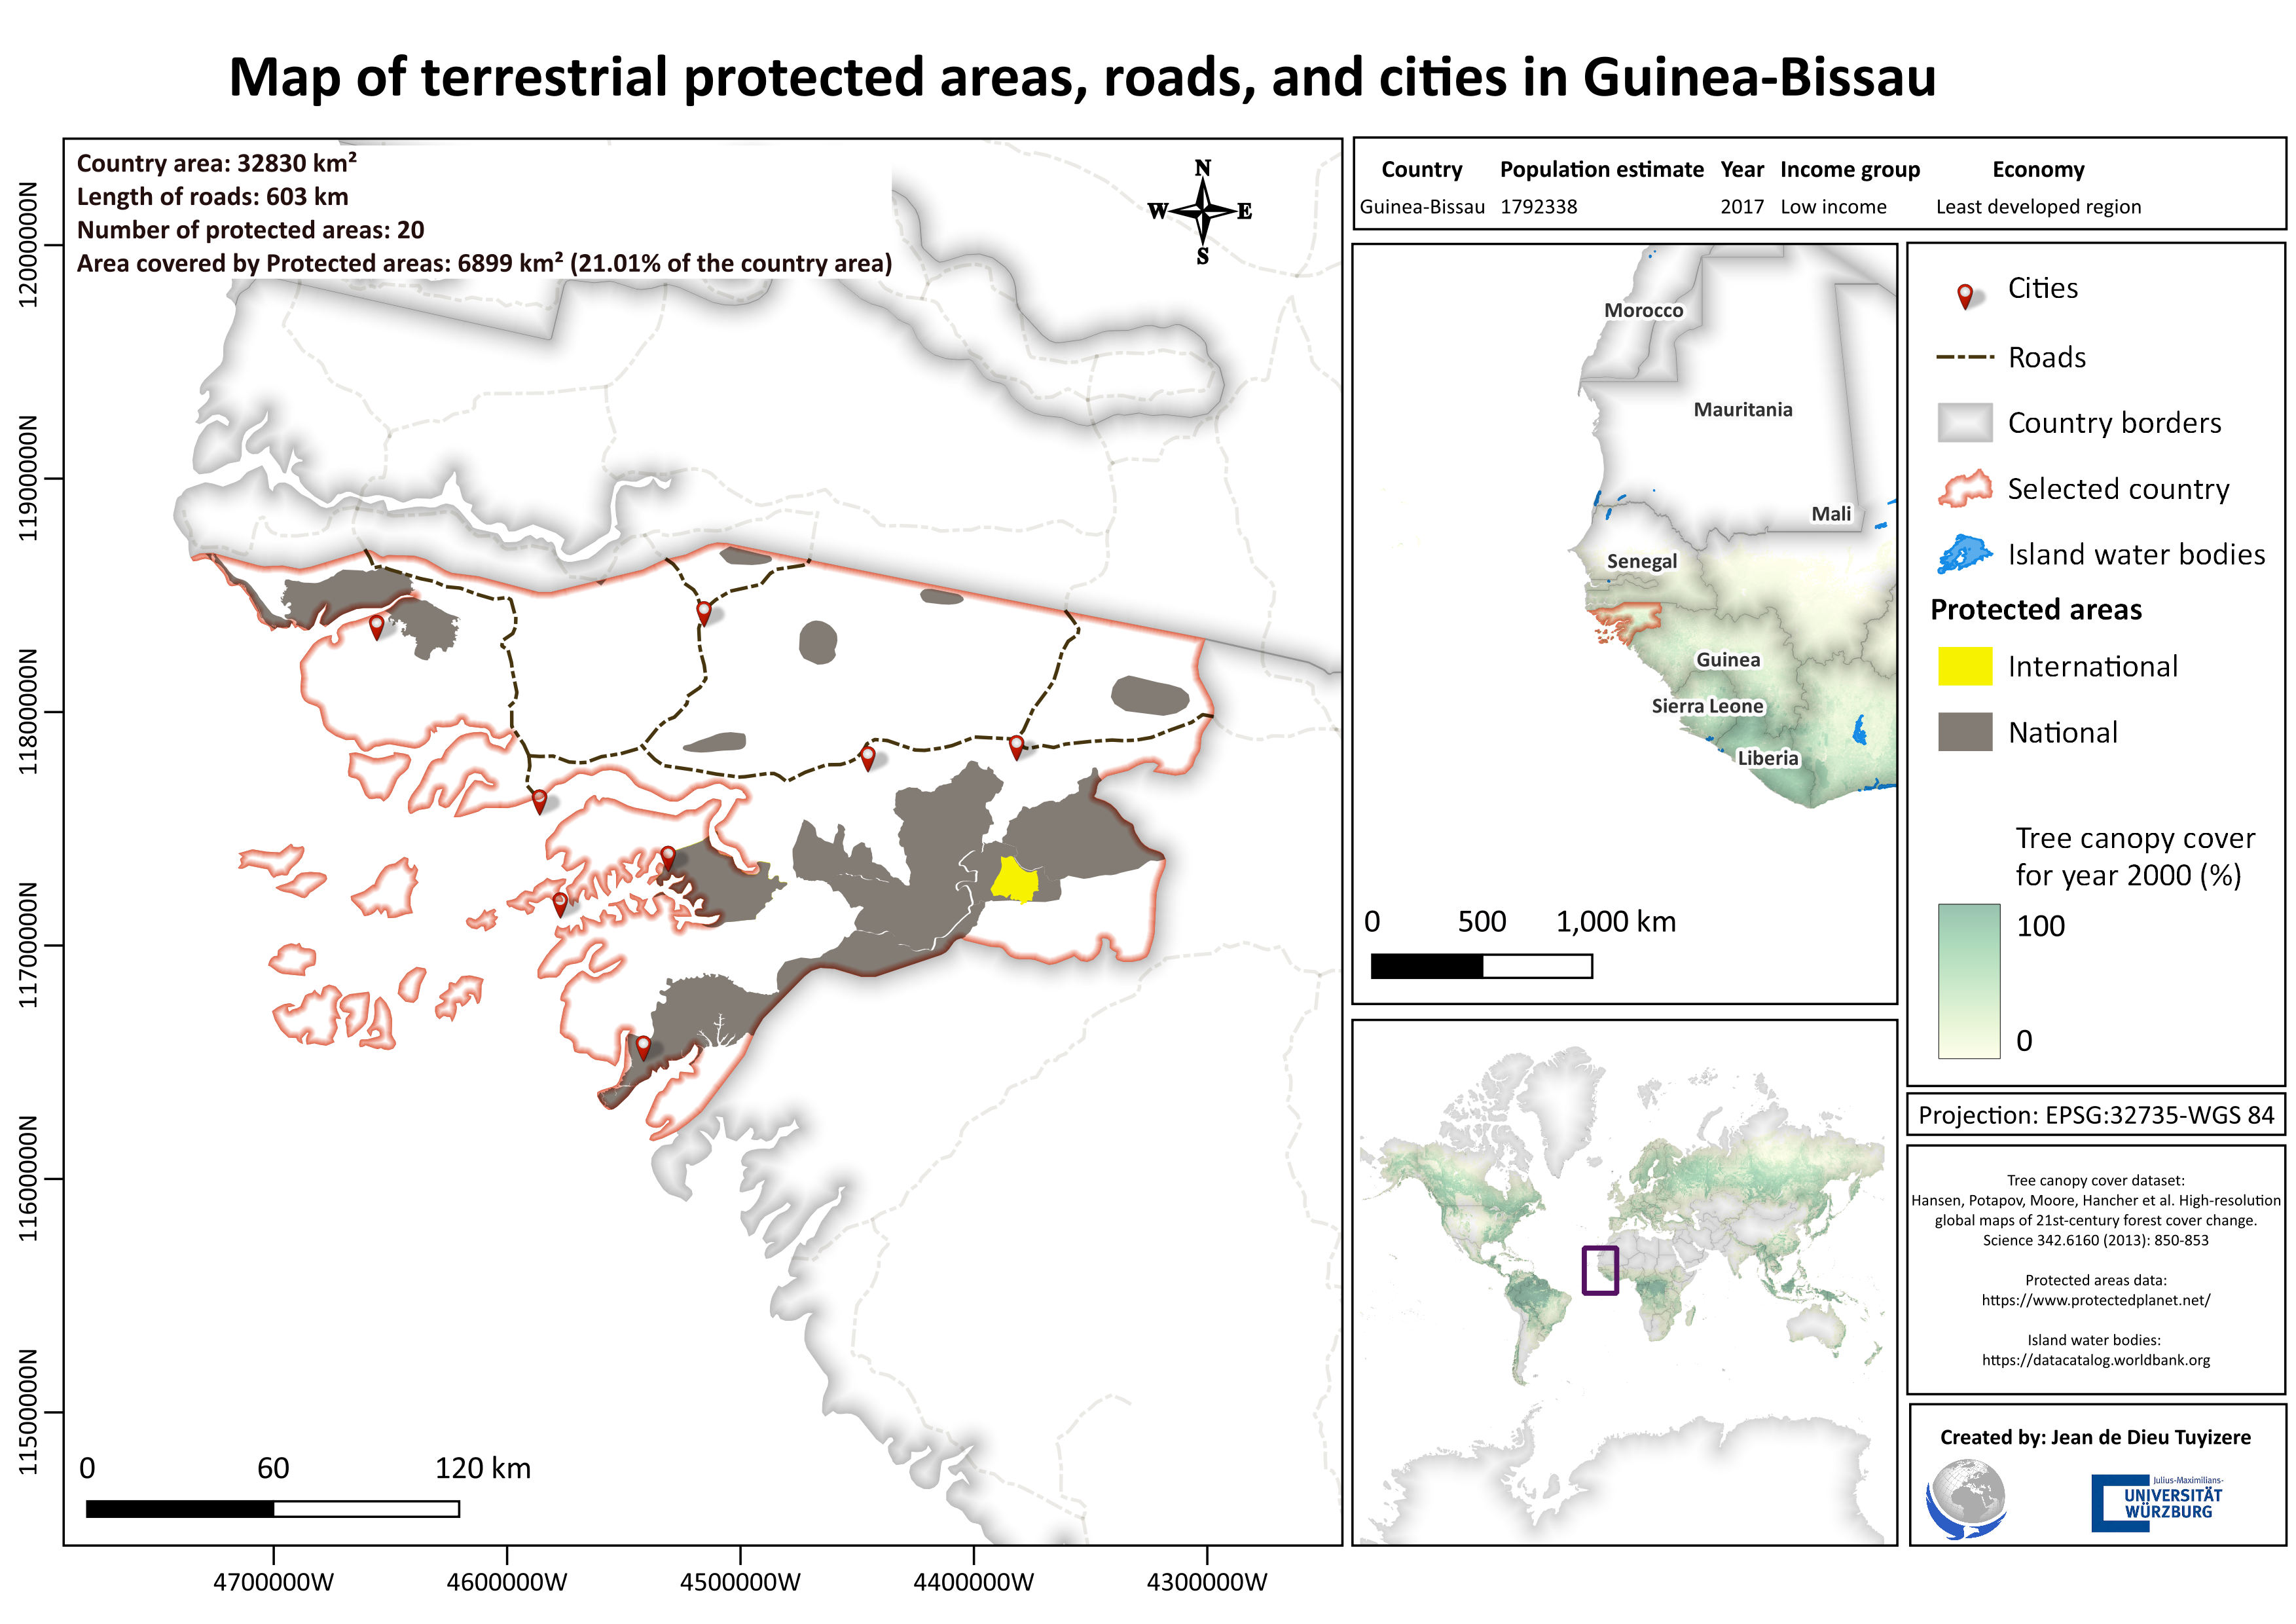 Map of terrestrial protected areas, roads, and cities in Guinea-Bissau
Country area: 32830 km²
Length of roads: 603 km
Number of protected areas: 20
Area covered by Protected areas: 6899 km² (21.01% of the country area)
N
W E
S
1200000N
1190000N
1180000N
1170000N
1160000N
1150000N
0 60 120 km
4700000W 4600000W 4500000W 4400000W 4300000W
Country Population estimate Year Income group Economy
Guinea-Bissau 1792338 2017 Low income Least developed region
Morocco
Mauritania
Mali
Senegal
Guinea
Sierra Leone
Liberia
0 500 1,000 km
Cities
Roads
Country borders
Selected country
Island water bodies
Protected areas
International
National
Tree canopy cover
for year 2000 (%)
100
0
Projection: EPSG:32735-WGS 84
Tree canopy cover dataset:
Hansen, Potapov, Moore, Hancher et al. High-resolution
global maps of 21st-century forest cover change.
Science 342.6160 (2013): 850-853
Protected areas data:
https://www.protectedplanet.net/
Island water bodies:
https://datacatalog.worldbank.org
Created by: Jean de Dieu Tuyizere
Julius-Maximilians-
UNIVERSITÄT
WÜRZBURG